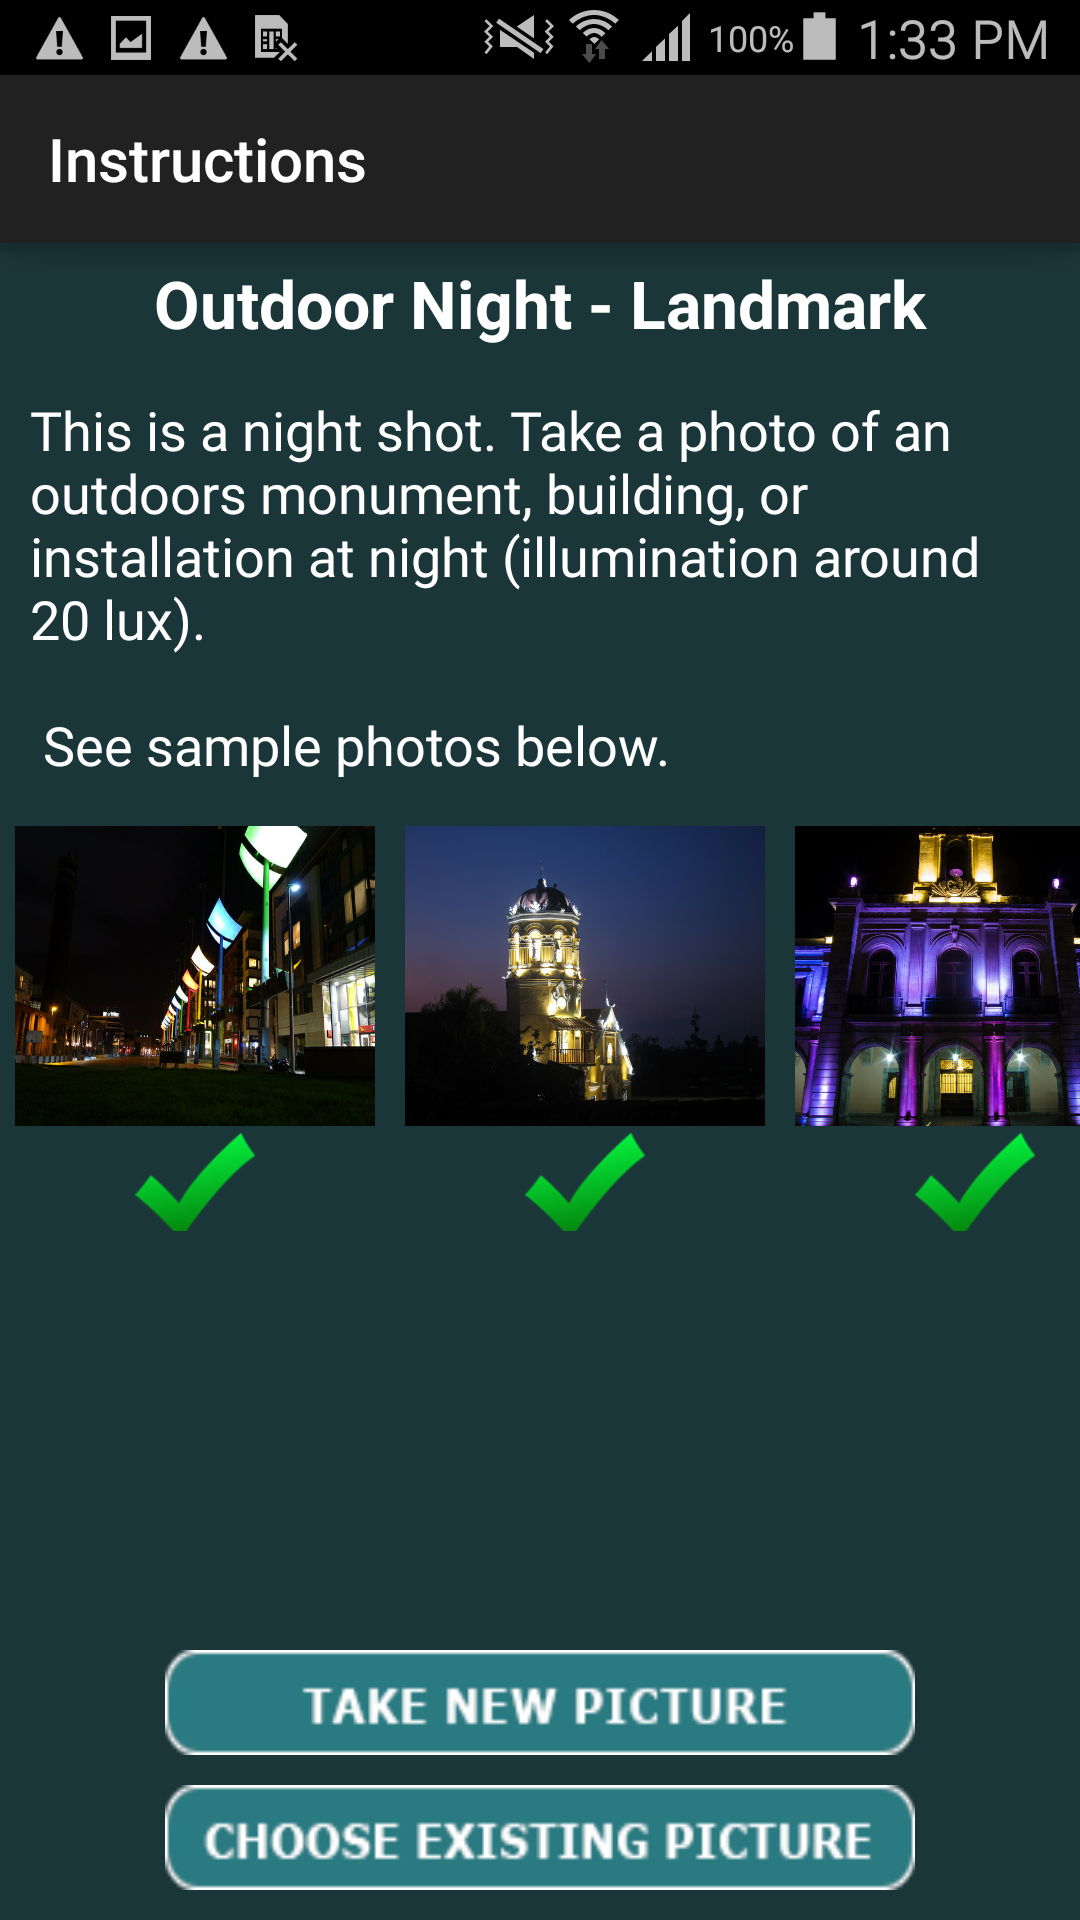 100% 1:33 PM
Instructions
Outdoor Night - Landmark
This is a night shot. Take a photo of an
outdoors monument, building, or
installation at night (illumination around
20 lux).
See sample photos below.
TAKE NEW PICTURE
CHOOSE EXISTING PICTURE